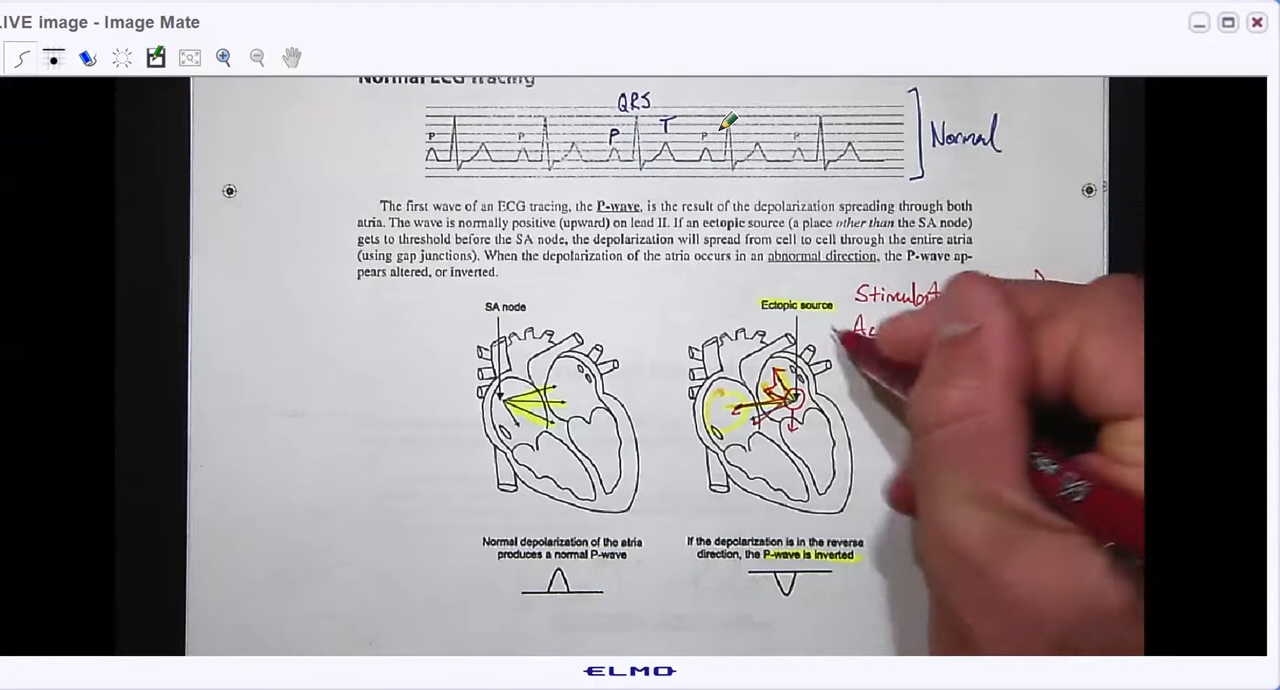 LIVE image - Image Mate
Normal ECG Tracing
QRS
P P P T P P
Normal
The first wave of an ECG tracing, the P-wave, is the result of the depolarization spreading through both
atria. The wave is normally positive (upward) on lead II. If an ectopic source (a place other than the SA node)
gets to threshold before the SA node, the depolarization will spread from cell to cell through the entire atria
(using gap junctions). When the depolarization of the atria occurs in an abnormal direction, the P-wave ap-
pears altered, or inverted.
SA node
Ectopic source
Normal depolarization of the atria
produces a normal P-wave
If the depolarization is in the reverse
direction, the P-wave is inverted
ELMO